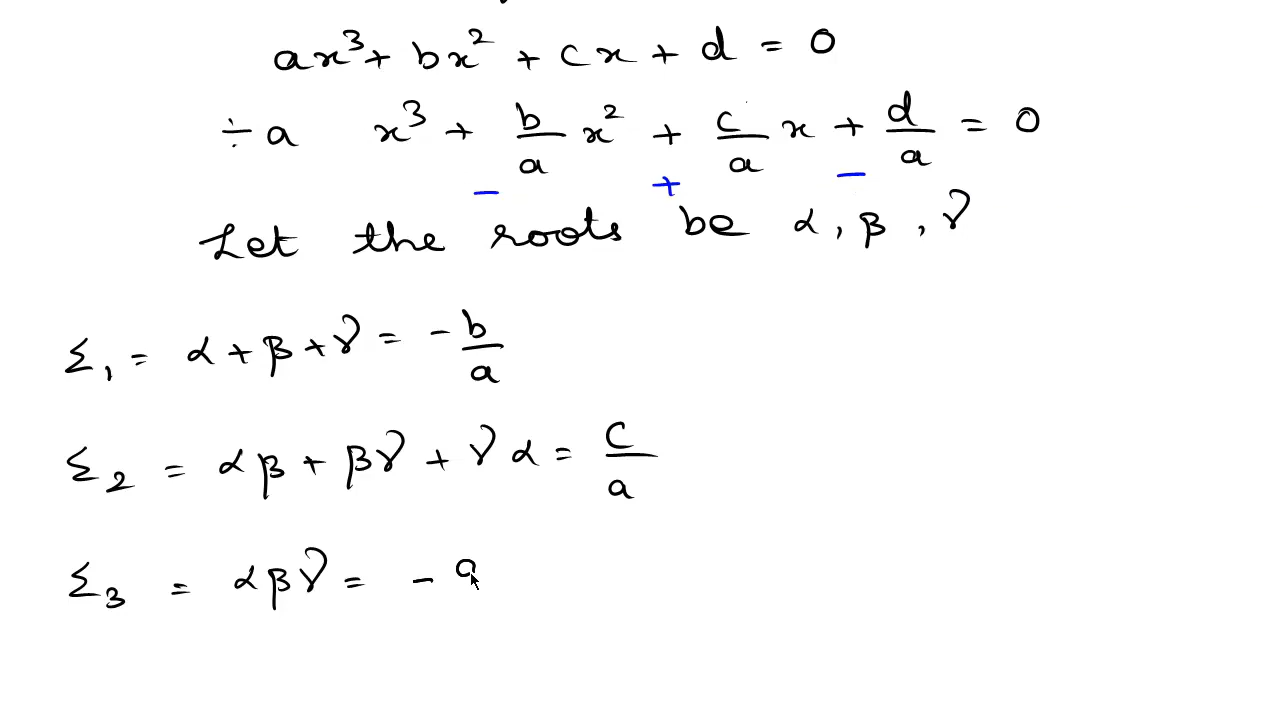 ax³ + bx² + cx + d = 0
÷a x³ + b/a x² + c/a x + d/a = 0
− + −
Let the roots be α, β, γ
Σ₁ = α + β + γ = − b/a
Σ₂ = αβ + βγ + γα = c/a
Σ₃ = αβγ = −